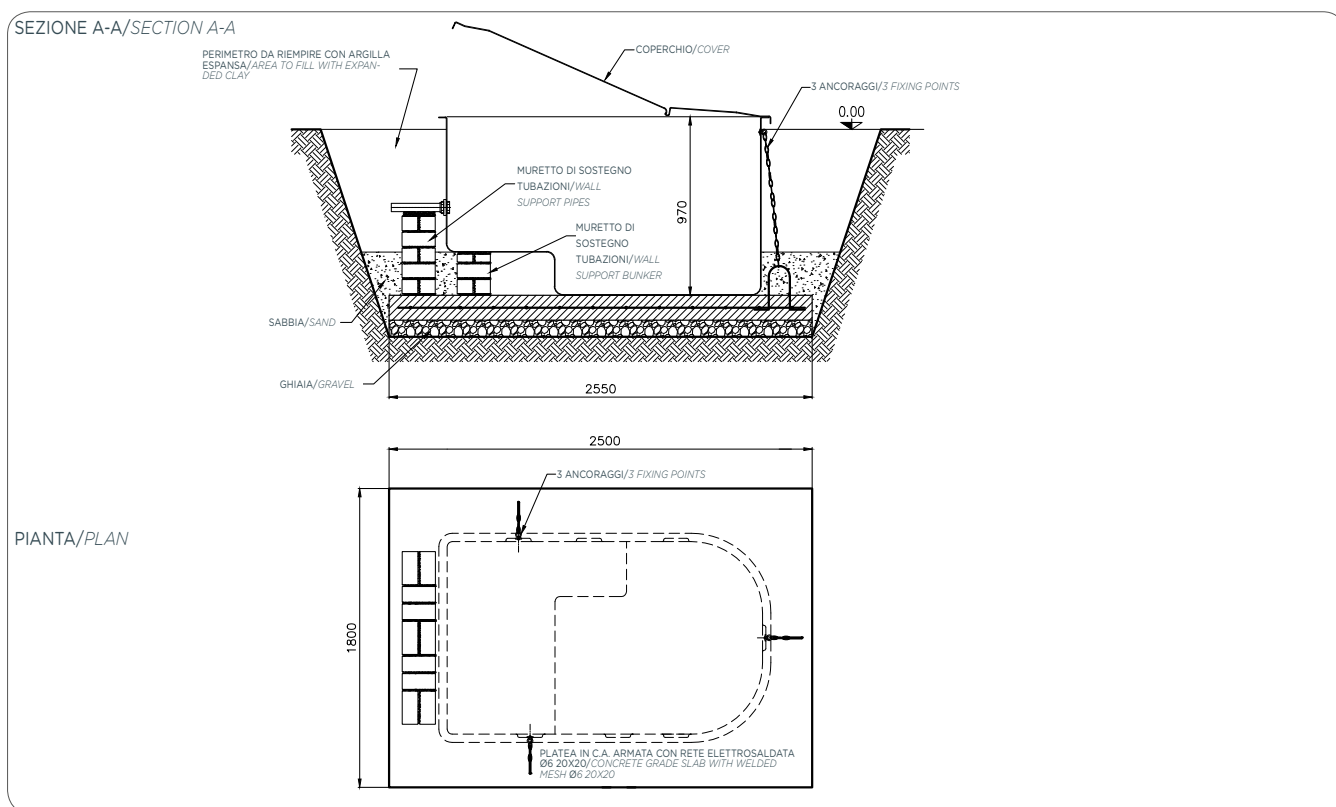 SEZIONE A-A/SECTION A-A
PERIMETRO DA RIEMPIRE CON ARGILLA
ESPANSA/AREA TO FILL WITH EXPAN-
DED CLAY
COPERCHIO/COVER
3 ANCORAGGI/3 FIXING POINTS
0.00
MURETTO DI SOSTEGNO
TUBAZIONI/WALL
SUPPORT PIPES
MURETTO DI
SOSTEGNO
TUBAZIONI/WALL
SUPPORT BUNKER
970
SABBIA/SAND
GHIAIA/GRAVEL
2550
2500
3 ANCORAGGI/3 FIXING POINTS
PIANTA/PLAN
1800
PLATEA IN C.A. ARMATA CON RETE ELETTROSALDATA
Ø6 20X20/CONCRETE GRADE SLAB WITH WELDED
MESH Ø6 20X20